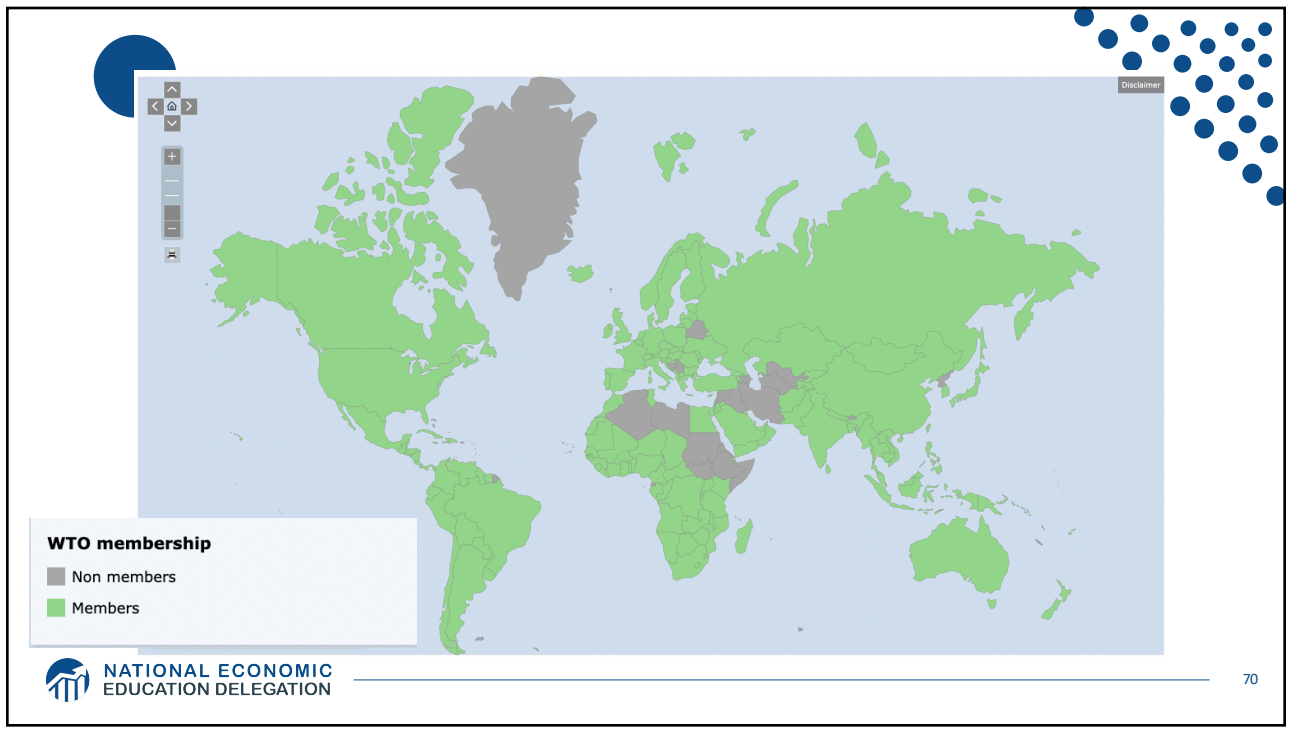 Disclaimer
WTO membership
Non members
Members
NATIONAL ECONOMIC
EDUCATION DELEGATION
70